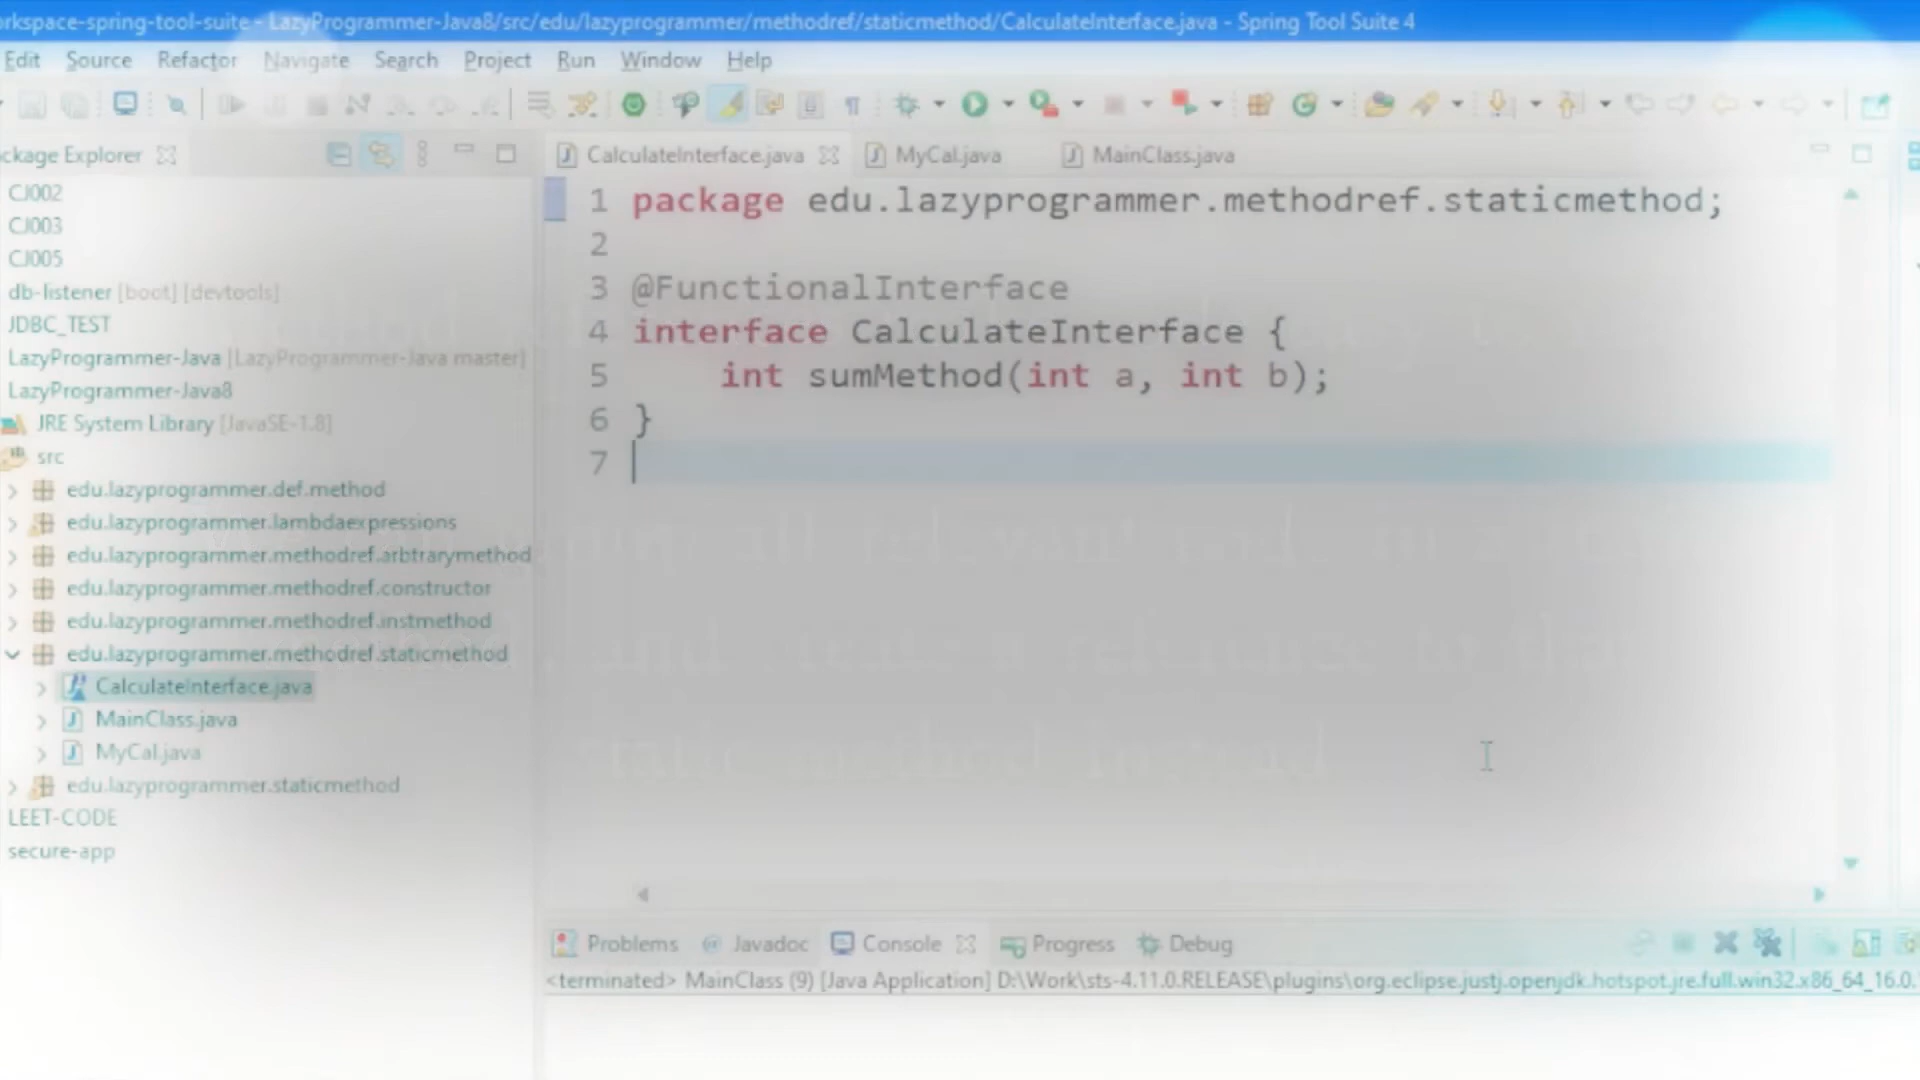 rkspace-spring-tool-suite - LazyProgrammer-Java8/src/edu/lazyprogrammer/methodref/staticmethod/CalculateInterface.java - Spring Tool Suite 4
Edit Source Refactor Navigate Search Project Run Window Help
ckage Explorer
CalculateInterface.java MyCal.java MainClass.java
CJ002
CJ003
CJ005
db-listener [boot] [devtools]
JDBC_TEST
LazyProgrammer-Java [LazyProgrammer-Java master]
LazyProgrammer-Java8
JRE System Library [JavaSE-1.8]
src
edu.lazyprogrammer.def.method
edu.lazyprogrammer.lambdaexpressions
edu.lazyprogrammer.methodref.arbtrarymethod
edu.lazyprogrammer.methodref.constructor
edu.lazyprogrammer.methodref.instmethod
edu.lazyprogrammer.methodref.staticmethod
CalculateInterface.java
MainClass.java
MyCal.java
edu.lazyprogrammer.staticmethod
LEET-CODE
secure-app
1 package edu.lazyprogrammer.methodref.staticmethod;
2
3 @FunctionalInterface
4 interface CalculateInterface {
5 int sumMethod(int a, int b);
6 }
7
and a reference to
static method instead
Problems Javadoc Console Progress Debug
<terminated> MainClass (9) [Java Application] D:\Work\sts-4.11.0.RELEASE\plugins\org.eclipse.justj.openjdk.hotspot.jre.full.win32.x86_64_16.0.